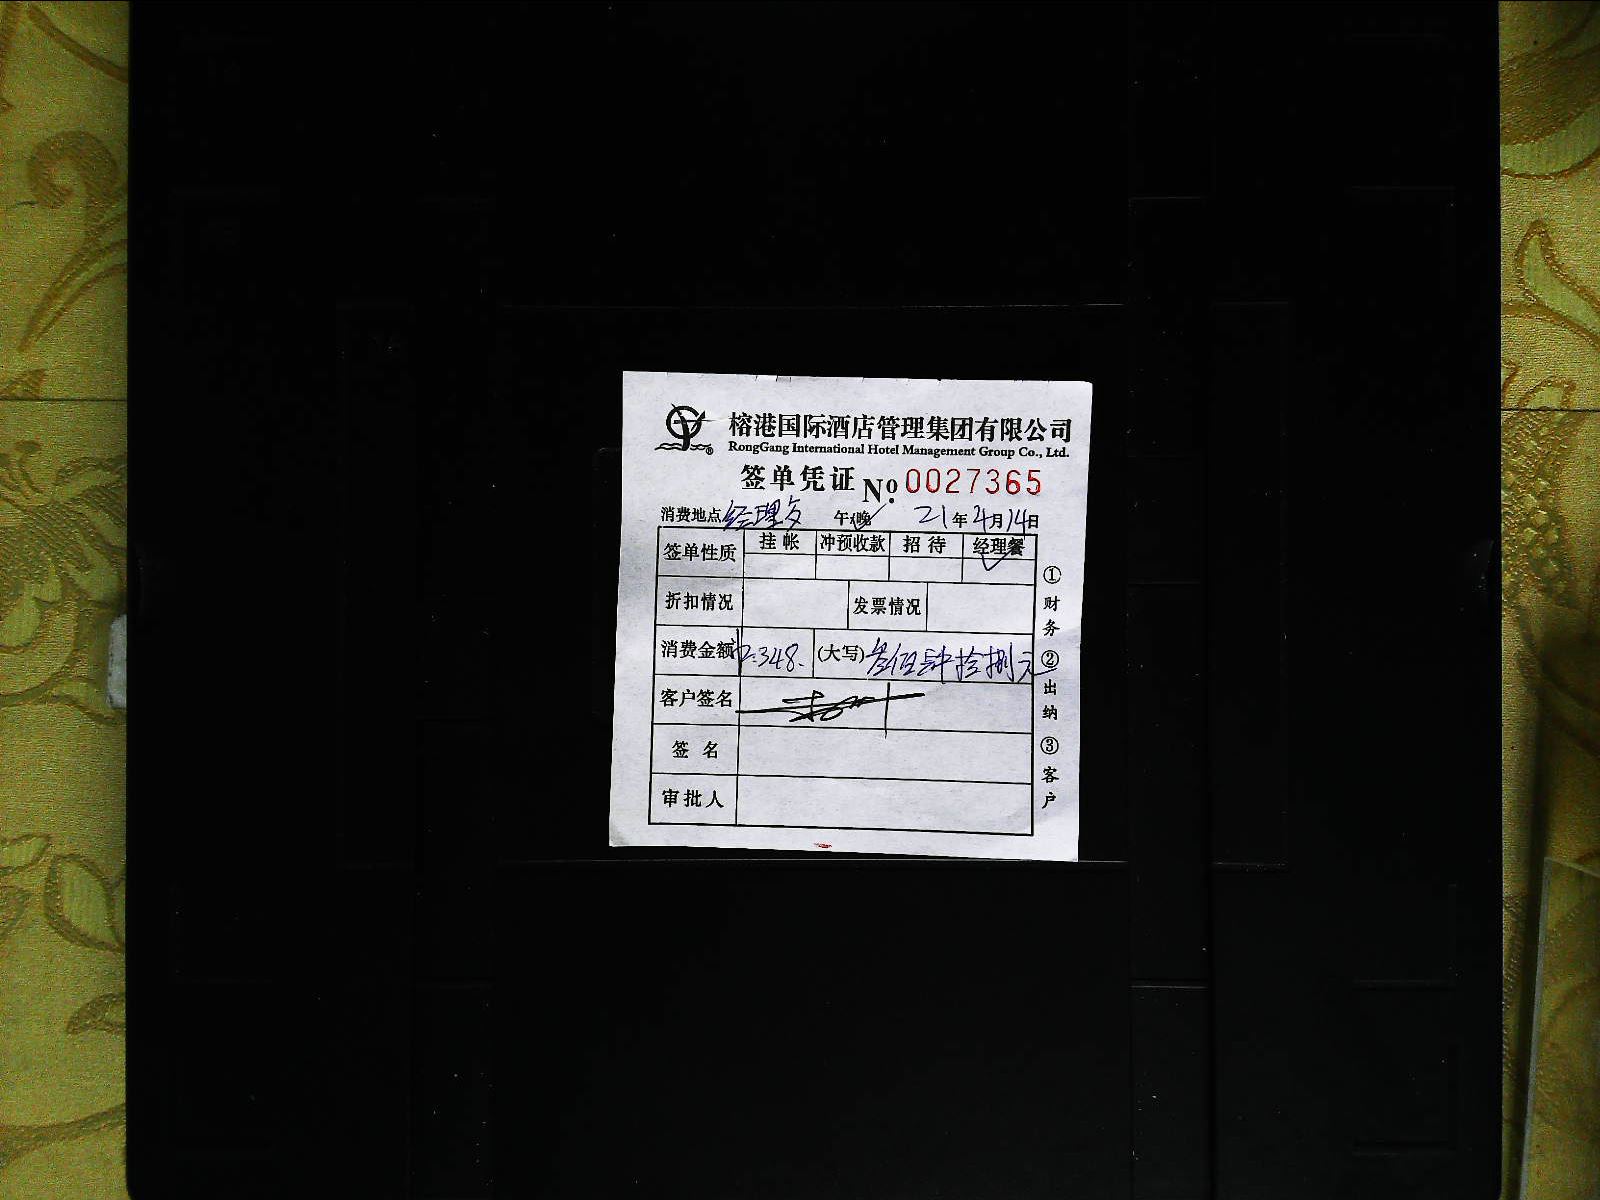 榕港国际酒店管理集团有限公司
RongGang International Hotel Management Group Co., Ltd.
签单凭证 № 0027365
消费地点 经理 午 晚 21年4月14日
签单性质 挂帐 冲预收款 招待 经理餐
折扣情况 发票情况
消费金额 348. (大写) 叁佰肆拾捌元
客户签名
签名
审批人
①财务 ②出纳 ③客户